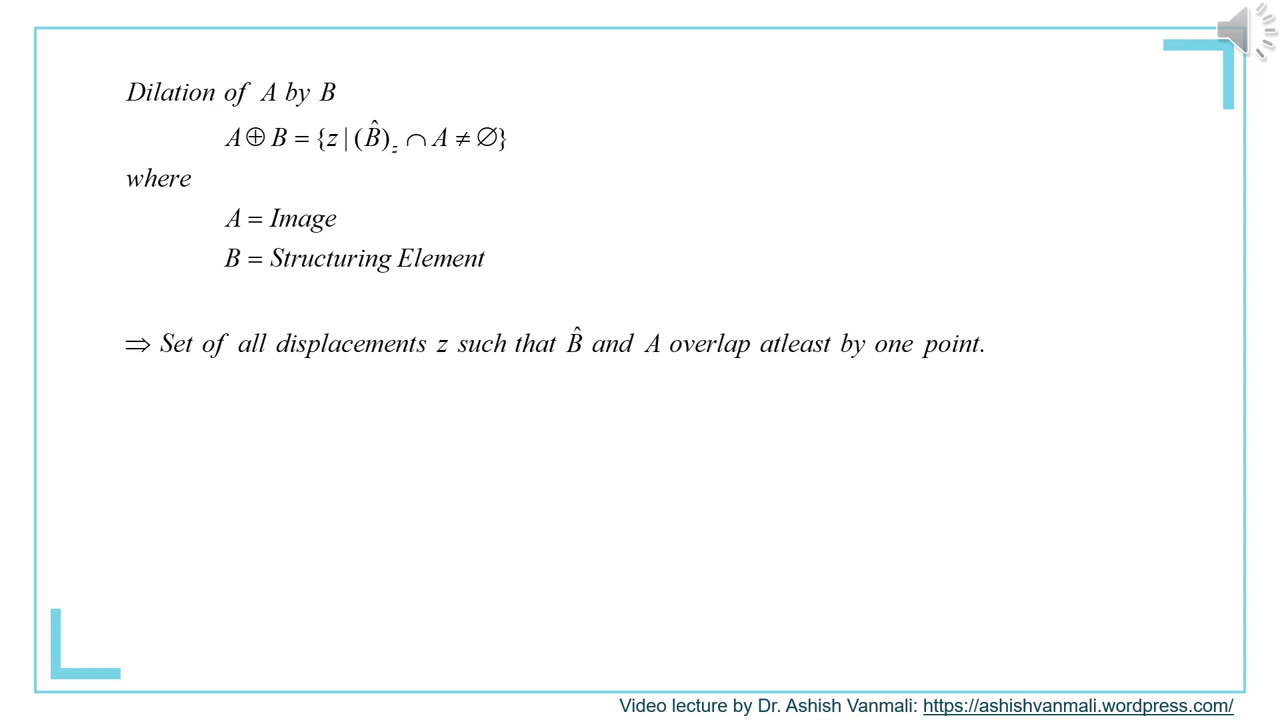 Dilation of A by B
A ⊕ B = {z | (B̂)z ∩ A ≠ ∅}
where
A = Image
B = Structuring Element
⇒ Set of all displacements z such that B̂ and A overlap atleast by one point.
Video lecture by Dr. Ashish Vanmali: https://ashishvanmali.wordpress.com/